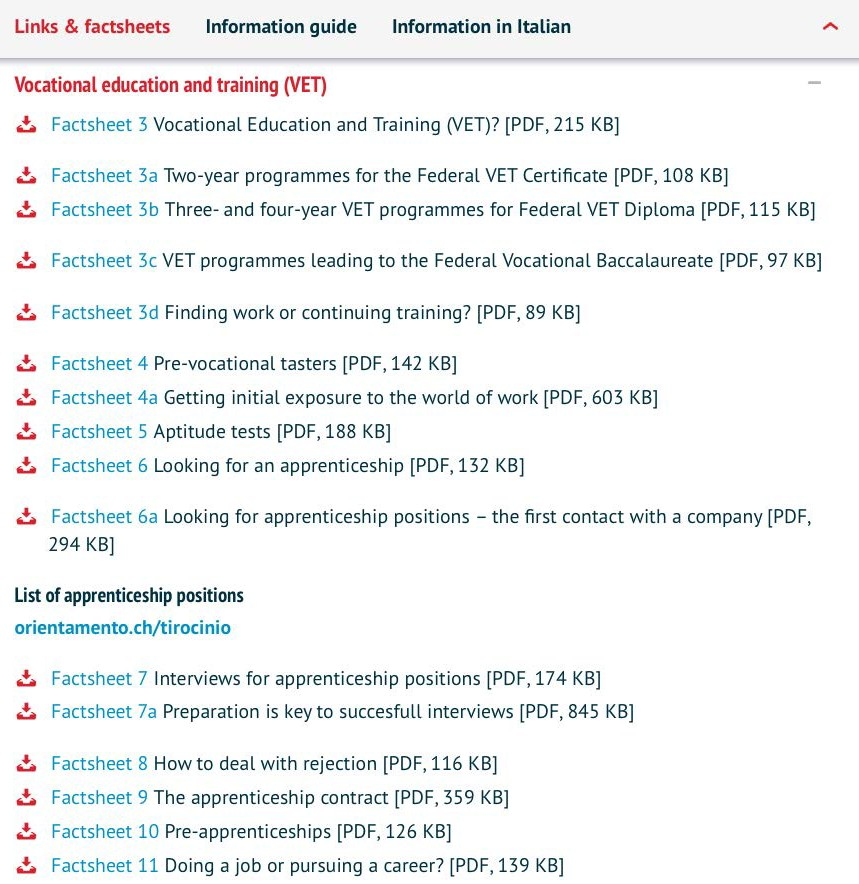 Links & factsheets Information guide Information in Italian
Vocational education and training (VET)
Factsheet 3 Vocational Education and Training (VET)? [PDF, 215 KB]
Factsheet 3a Two-year programmes for the Federal VET Certificate [PDF, 108 KB]
Factsheet 3b Three- and four-year VET programmes for Federal VET Diploma [PDF, 115 KB]
Factsheet 3c VET programmes leading to the Federal Vocational Baccalaureate [PDF, 97 KB]
Factsheet 3d Finding work or continuing training? [PDF, 89 KB]
Factsheet 4 Pre-vocational tasters [PDF, 142 KB]
Factsheet 4a Getting initial exposure to the world of work [PDF, 603 KB]
Factsheet 5 Aptitude tests [PDF, 188 KB]
Factsheet 6 Looking for an apprenticeship [PDF, 132 KB]
Factsheet 6a Looking for apprenticeship positions – the first contact with a company [PDF,
294 KB]
List of apprenticeship positions
orientamento.ch/tirocinio
Factsheet 7 Interviews for apprenticeship positions [PDF, 174 KB]
Factsheet 7a Preparation is key to succesfull interviews [PDF, 845 KB]
Factsheet 8 How to deal with rejection [PDF, 116 KB]
Factsheet 9 The apprenticeship contract [PDF, 359 KB]
Factsheet 10 Pre-apprenticeships [PDF, 126 KB]
Factsheet 11 Doing a job or pursuing a career? [PDF, 139 KB]